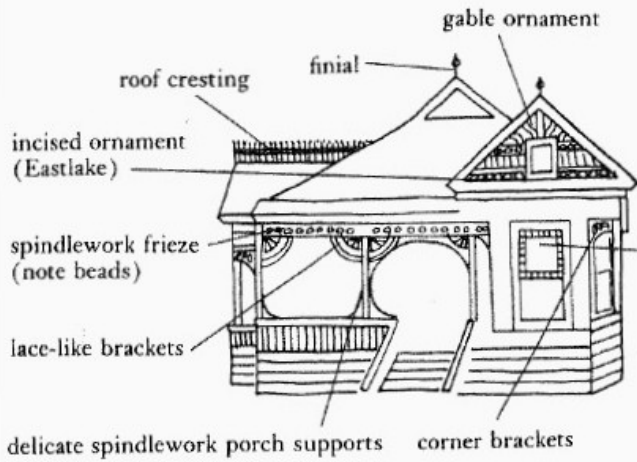 gable ornament
finial
roof cresting
incised ornament
(Eastlake)
spindlework frieze
(note beads)
lace-like brackets
delicate spindlework porch supports
corner brackets